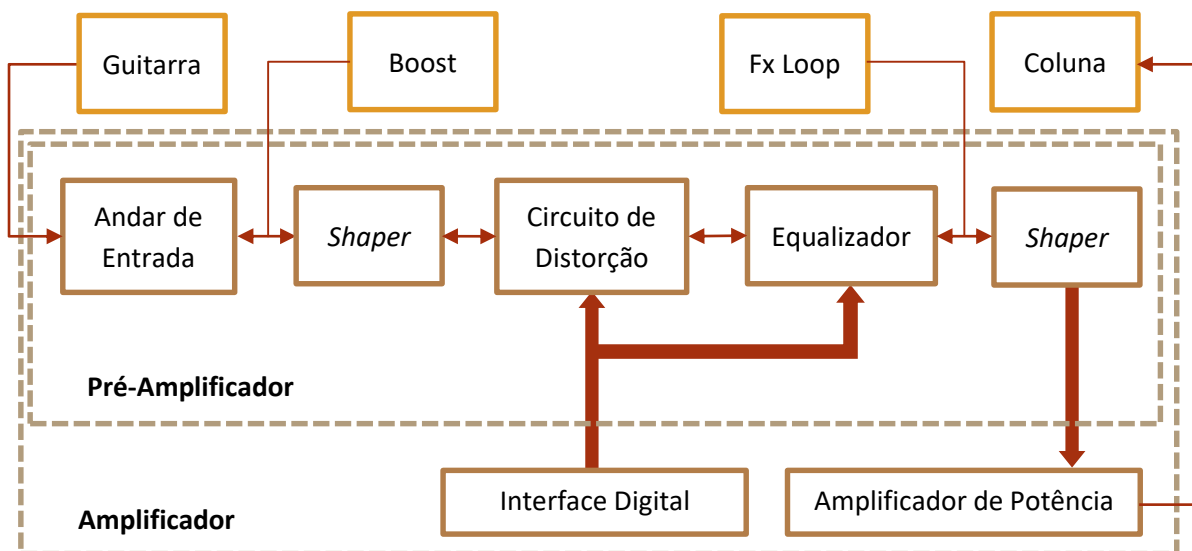 Guitarra
Boost
Fx Loop
Coluna
Andar de
Entrada
Shaper
Circuito de
Distorção
Equalizador
Shaper
Pré-Amplificador
Interface Digital
Amplificador de Potência
Amplificador